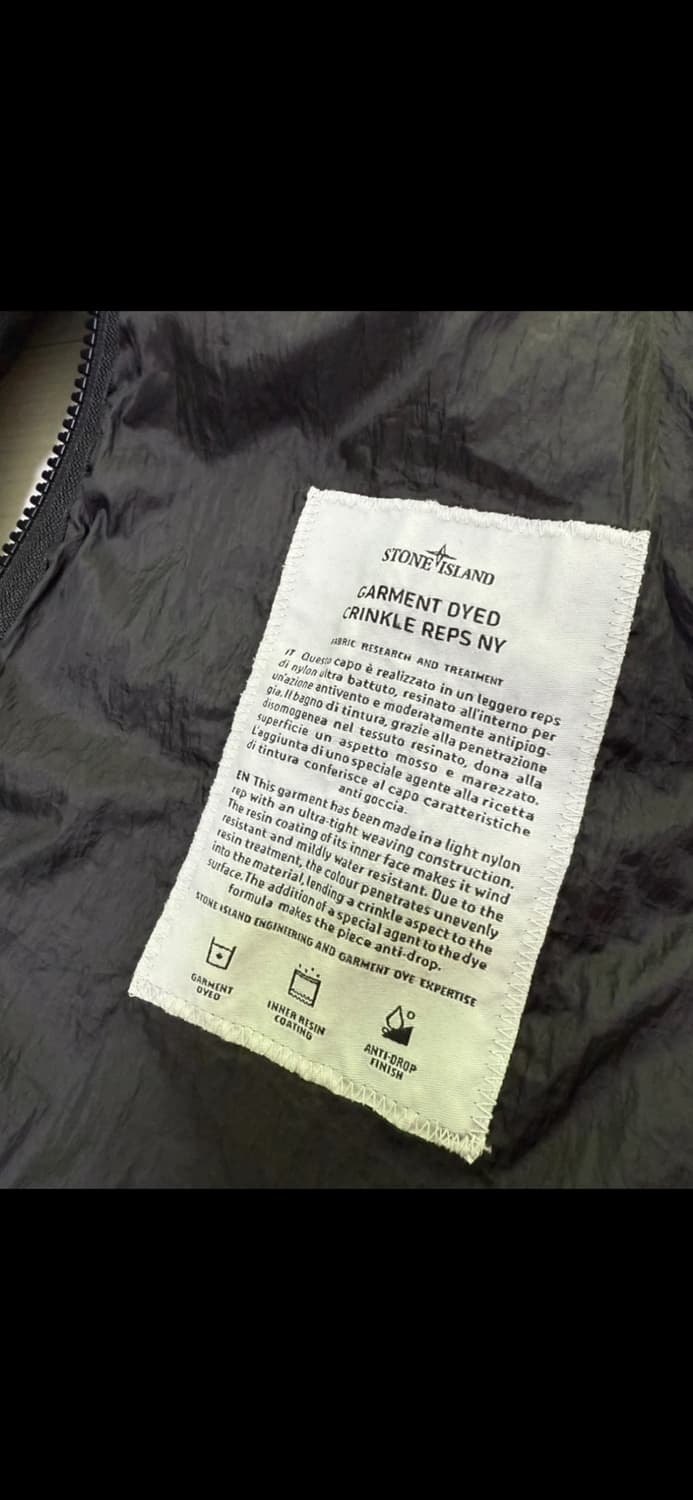 STONE ISLAND
GARMENT DYED
CRINKLE REPS NY
FABRIC RESEARCH AND TREATMENT
IT Questo capo è realizzato in un leggero reps
di nylon ultra battuto, resinato all'interno per
un'azione antivento e moderatamente antipiog-
gia. Il bagno di tintura, grazie alla penetrazione
disomogenea nel tessuto resinato, dona alla
superficie un aspetto mosso e marezzato.
L'aggiunta di uno speciale agente alla ricetta
di tintura conferisce al capo caratteristiche
anti goccia.
EN This garment has been made in a light nylon
rep with an ultra-tight weaving construction.
The resin coating of its inner face makes it wind
resistant and mildly water resistant. Due to the
resin treatment, the colour penetrates unevenly
into the material, lending a crinkle aspect to the
surface. The addition of a special agent to the dye
formula makes the piece anti-drop.
STONE ISLAND ENGINEERING AND GARMENT DYE EXPERTISE
GARMENT
DYED
INNER RESIN
COATING
ANTI-DROP
FINISH